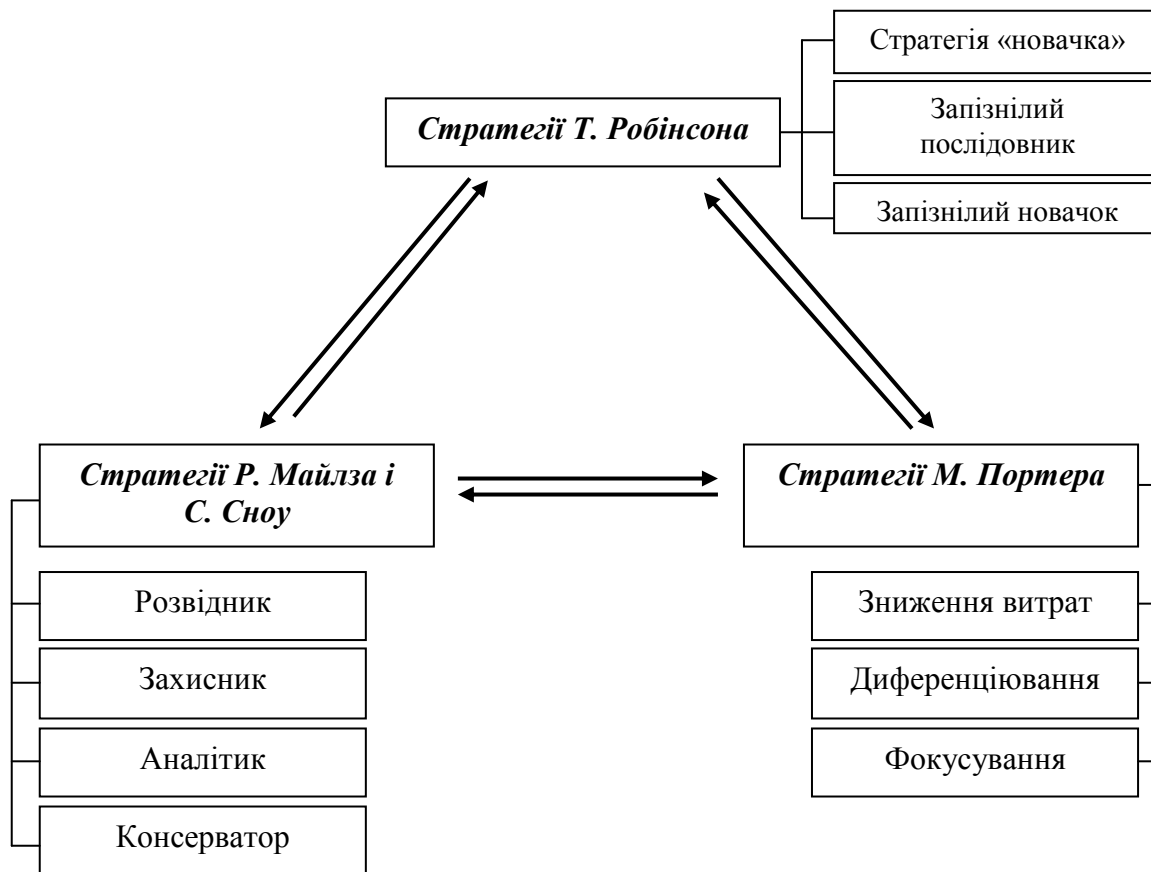 Стратегія «новачка»
Стратегії Т. Робінсона
Запізнілий
послідовник
Запізнілий новачок
Стратегії Р. Майлза і
С. Сноу
Розвідник
Захисник
Аналітик
Консерватор
Стратегії М. Портера
Зниження витрат
Диференціювання
Фокусування